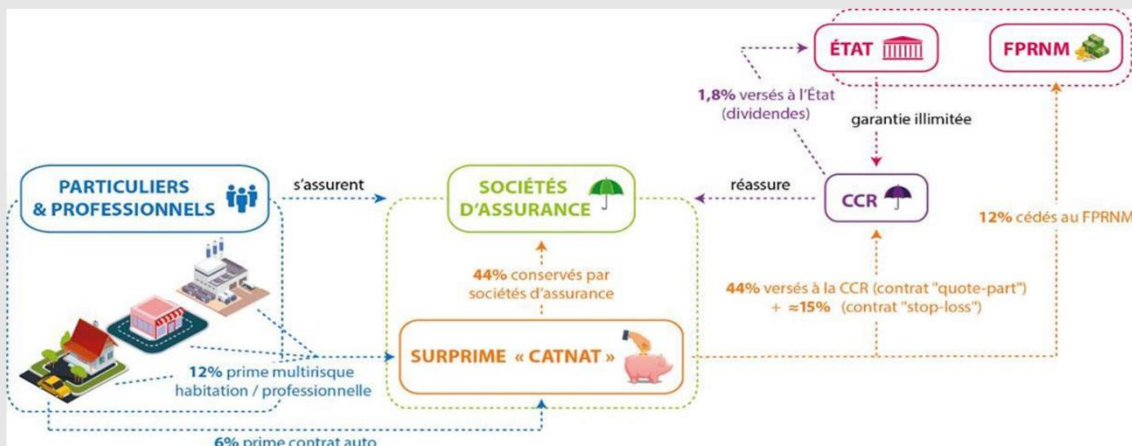 ÉTAT
FPRNM
1,8% versés à l'État
(dividendes)
garantie illimitée
PARTICULIERS
& PROFESSIONNELS
s'assurent
SOCIÉTÉS
D'ASSURANCE
réassure
CCR
12% cédés au FPRNM
44% conservés par
sociétés d'assurance
44% versés à la CCR (contrat "quote-part")
+ ≈15% (contrat "stop-loss")
SURPRIME « CATNAT »
12% prime multirisque
habitation / professionnelle
6% prime contrat auto